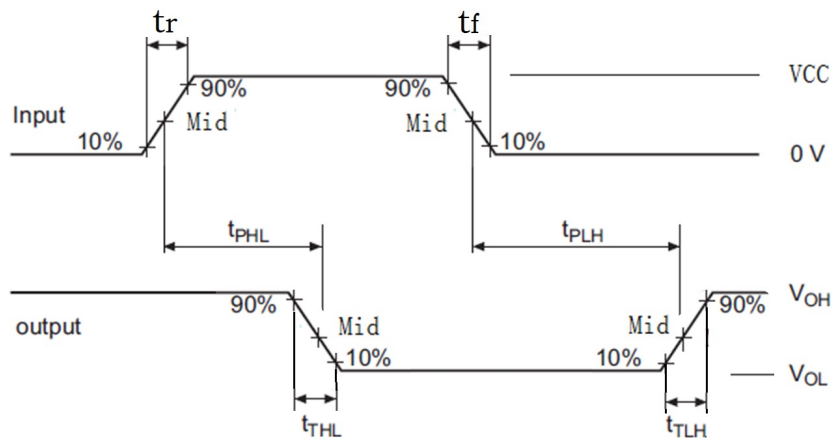 tr tf
90% 90% VCC
Input Mid Mid
10% 10% 0 V
tPHL tPLH
90% 90% VOH
output Mid Mid
10% 10% VOL
tTHL tTLH